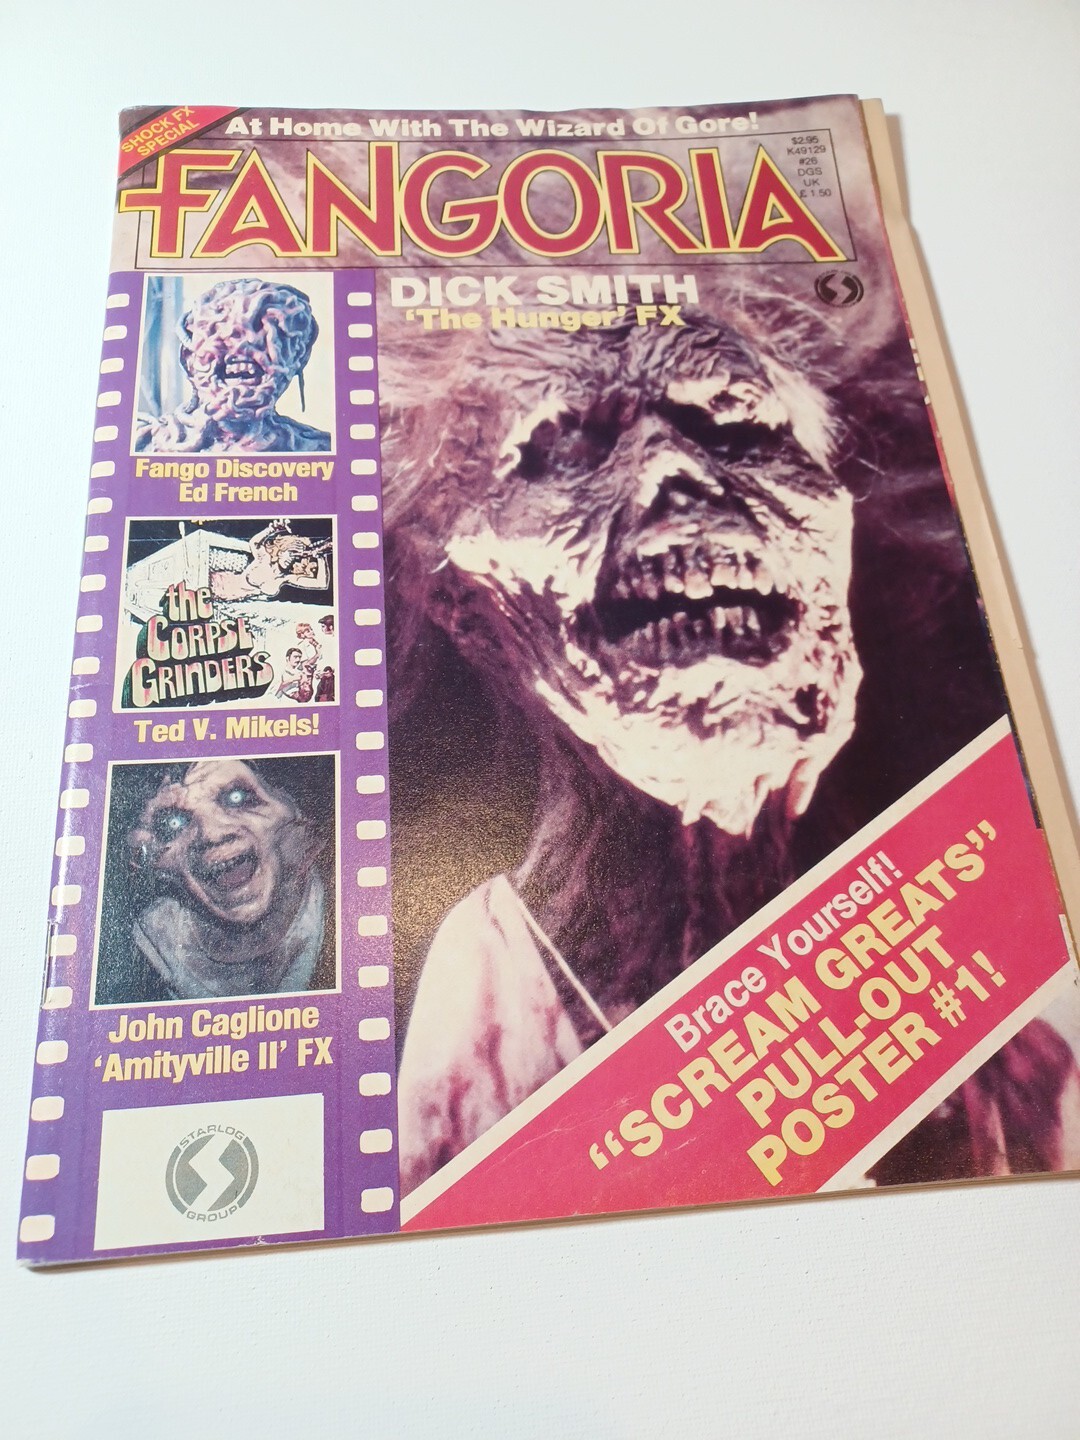 SHOCK FX
SPECIAL
At Home With The Wizard Of Gore!
FANGORIA
$2.95
K49129
#26
DGS
UK
£1.50
DICK SMITH
'The Hunger' FX
Fango Discovery
Ed French
the
CORPSE
GRINDERS
Ted V. Mikels!
John Caglione
'Amityville II' FX
STARLOG
GROUP
Brace Yourself!
“SCREAM GREATS”
PULL-OUT
POSTER #1!